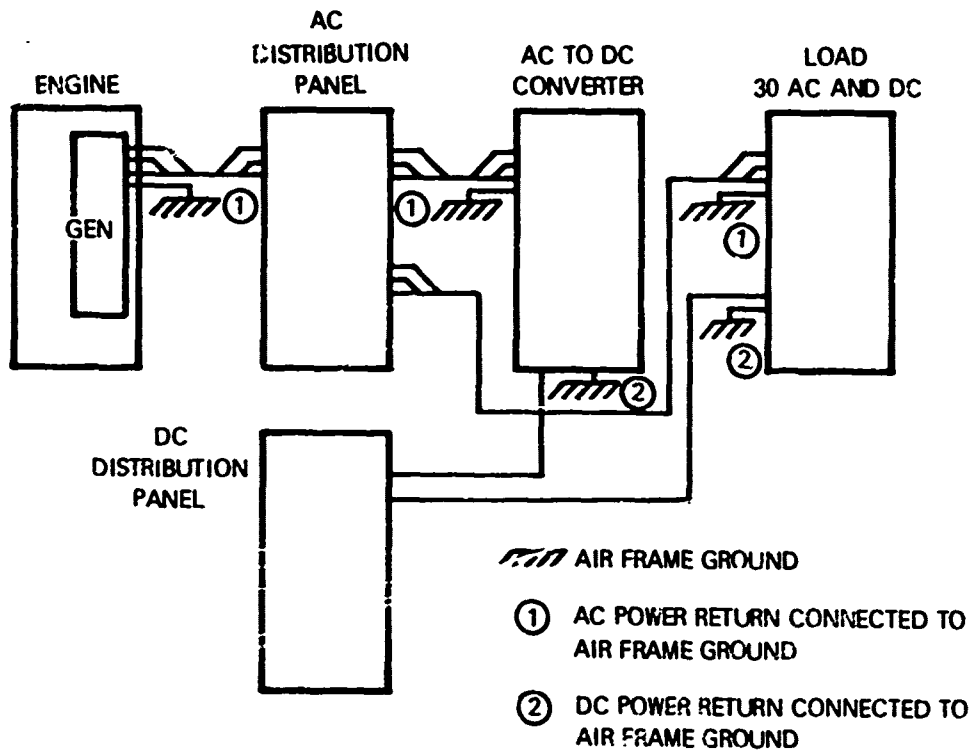 ENGINE
AC
DISTRIBUTION
PANEL
AC TO DC
CONVERTER
LOAD
30 AC AND DC
GEN
①
①
①
②
②
DC
DISTRIBUTION
PANEL
AIR FRAME GROUND
① AC POWER RETURN CONNECTED TO
AIR FRAME GROUND
② DC POWER RETURN CONNECTED TO
AIR FRAME GROUND